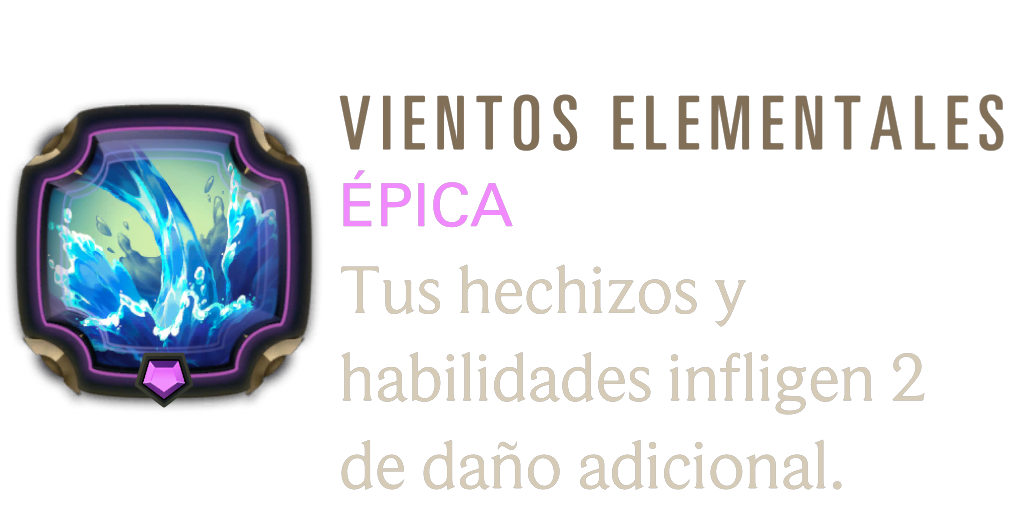 VIENTOS ELEMENTALES
ÉPICA
Tus hechizos y
habilidades infligen 2
de daño adicional.